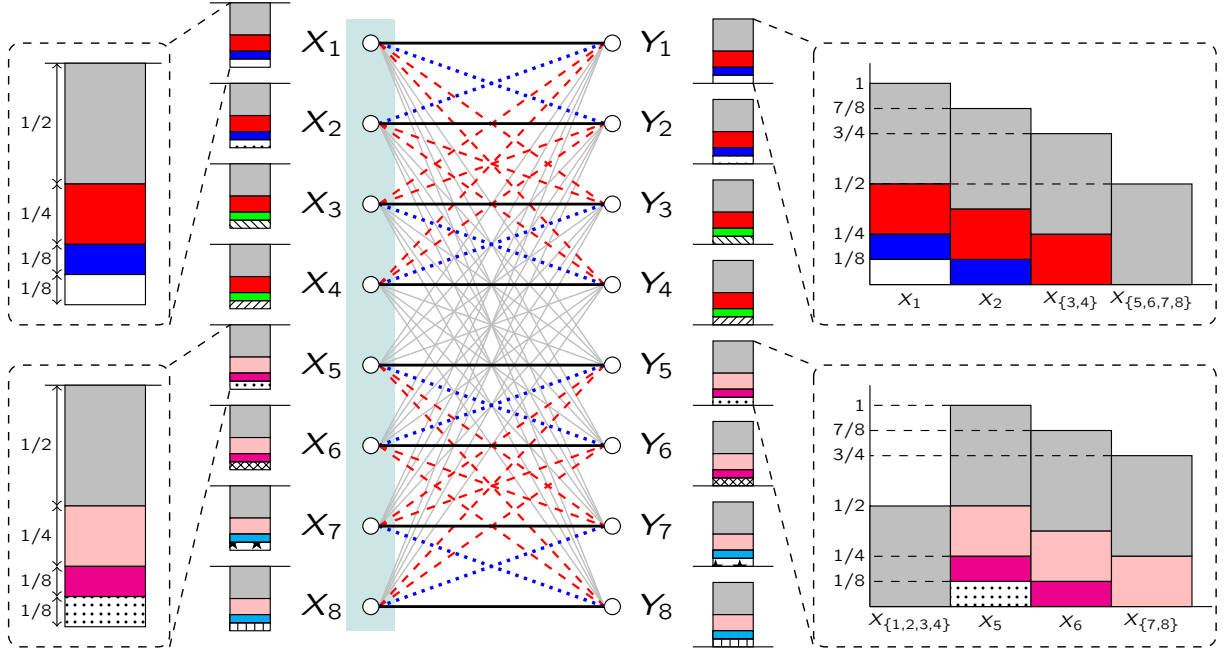 1/2
1/4
1/8
1/8
1/2
1/4
1/8
1/8
X1
X2
X3
X4
X5
X6
X7
X8
Y1
Y2
Y3
Y4
Y5
Y6
Y7
Y8
1
7/8
3/4
1/2
1/4
1/8
X1 X2 X{3,4} X{5,6,7,8}
1
7/8
3/4
1/2
1/4
1/8
X{1,2,3,4} X5 X6 X{7,8}